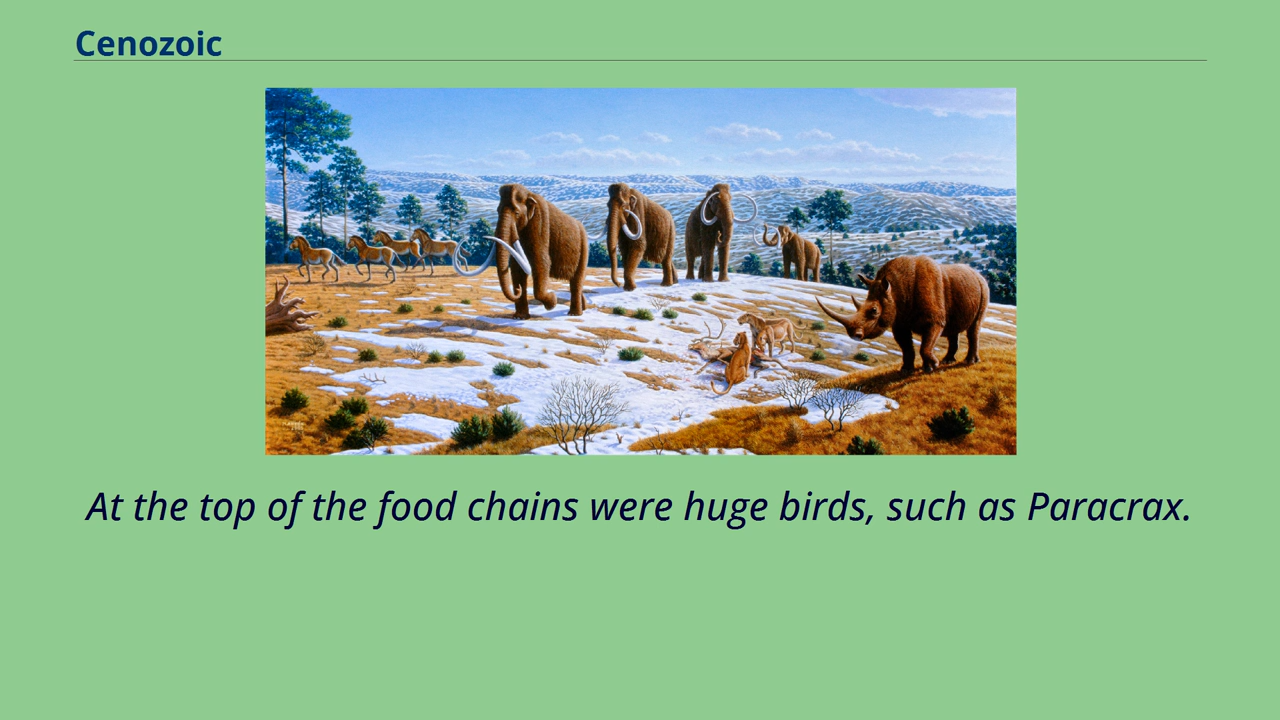 Cenozoic
At the top of the food chains were huge birds, such as Paracrax.